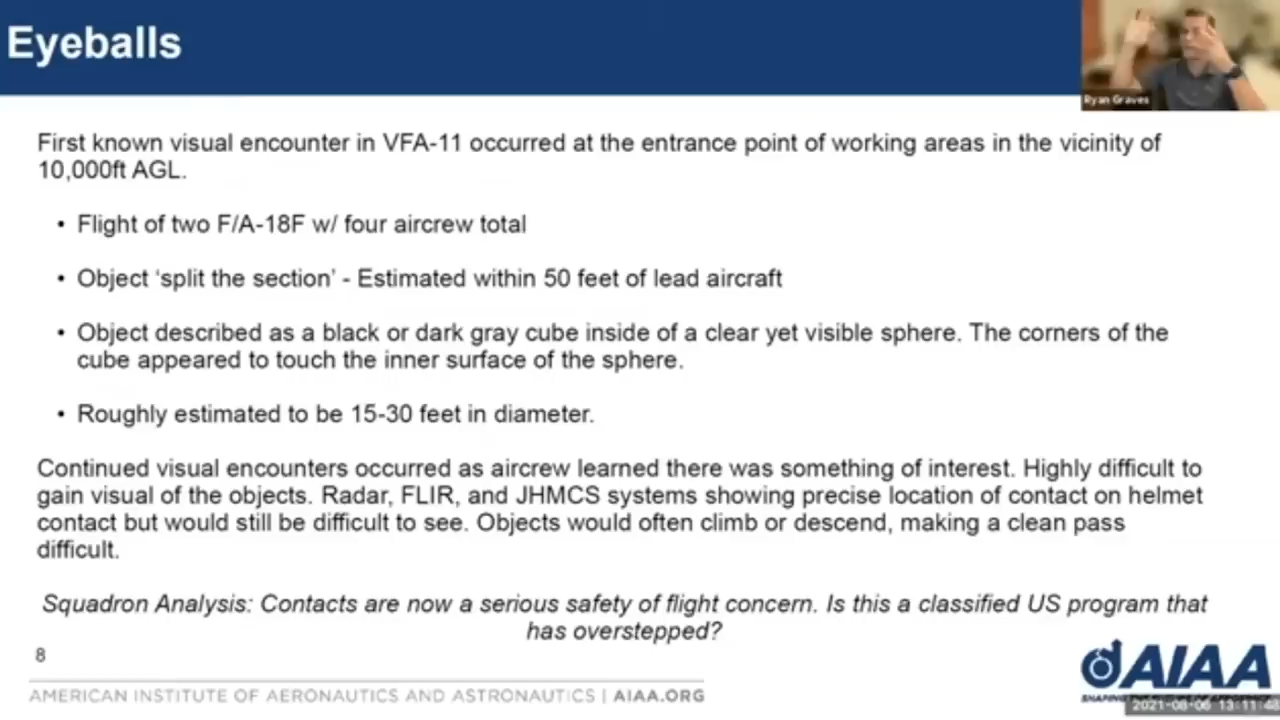 Eyeballs
Ryan Graves
First known visual encounter in VFA-11 occurred at the entrance point of working areas in the vicinity of
10,000ft AGL.
• Flight of two F/A-18F w/ four aircrew total
• Object ‘split the section’ - Estimated within 50 feet of lead aircraft
• Object described as a black or dark gray cube inside of a clear yet visible sphere. The corners of the
cube appeared to touch the inner surface of the sphere.
• Roughly estimated to be 15-30 feet in diameter.
Continued visual encounters occurred as aircrew learned there was something of interest. Highly difficult to
gain visual of the objects. Radar, FLIR, and JHMCS systems showing precise location of contact on helmet
contact but would still be difficult to see. Objects would often climb or descend, making a clean pass
difficult.
Squadron Analysis: Contacts are now a serious safety of flight concern. Is this a classified US program that
has overstepped?
8
AMERICAN INSTITUTE OF AERONAUTICS AND ASTRONAUTICS | AIAA.ORG
AIAA
2021-08-06 13:11:48